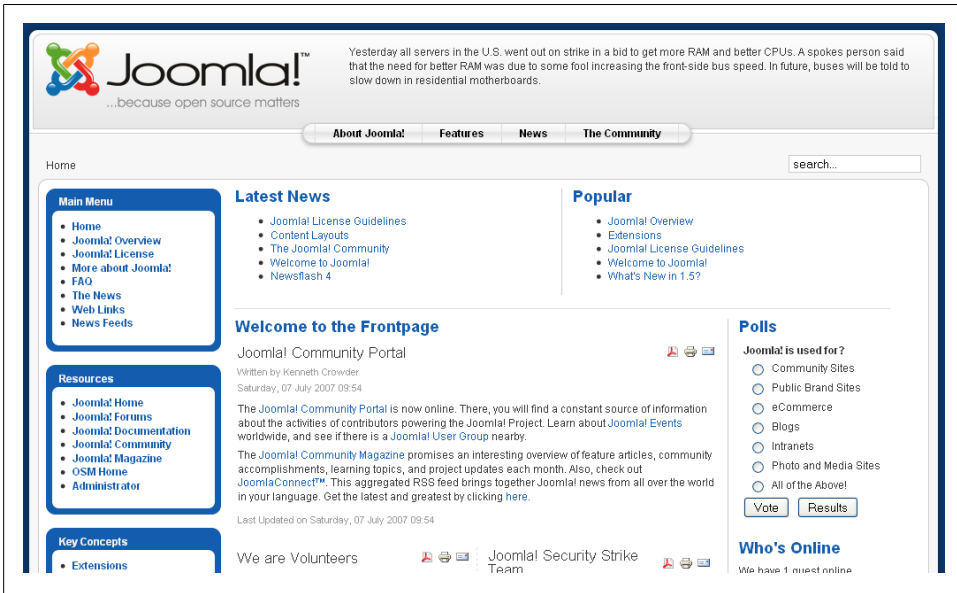 Joomla!™
...because open source matters
Yesterday all servers in the U.S. went out on strike in a bid to get more RAM and better CPUs. A spokes person said
that the need for better RAM was due to some fool increasing the front-side bus speed. In future, buses will be told to
slow down in residential motherboards.
About Joomla! Features News The Community
Home
search...
Main Menu
Home
Joomla! Overview
Joomla! License
More about Joomla!
FAQ
The News
Web Links
News Feeds
Resources
Joomla! Home
Joomla! Forums
Joomla! Documentation
Joomla! Community
Joomla! Magazine
OSM Home
Administrator
Key Concepts
Extensions
Latest News
Joomla! License Guidelines
Content Layouts
The Joomla! Community
Welcome to Joomla!
Newsflash 4
Popular
Joomla! Overview
Extensions
Joomla! License Guidelines
Welcome to Joomla!
What's New in 1.5?
Welcome to the Frontpage
Joomla! Community Portal
Written by Kenneth Crowder
Saturday, 07 July 2007 09:54
The Joomla! Community Portal is now online. There, you will find a constant source of information
about the activities of contributors powering the Joomla! Project. Learn about Joomla! Events
worldwide, and see if there is a Joomla! User Group nearby.
The Joomla! Community Magazine promises an interesting overview of feature articles, community
accomplishments, learning topics, and project updates each month. Also, check out
JoomlaConnect™. This aggregated RSS feed brings together Joomla! news from all over the world
in your language. Get the latest and greatest by clicking here.
Last Updated on Saturday, 07 July 2007 09:54
We are Volunteers
Joomla! Security Strike
Team
Polls
Joomla! is used for?
Community Sites
Public Brand Sites
eCommerce
Blogs
Intranets
Photo and Media Sites
All of the Above!
Vote Results
Who's Online
We have 1 guest online